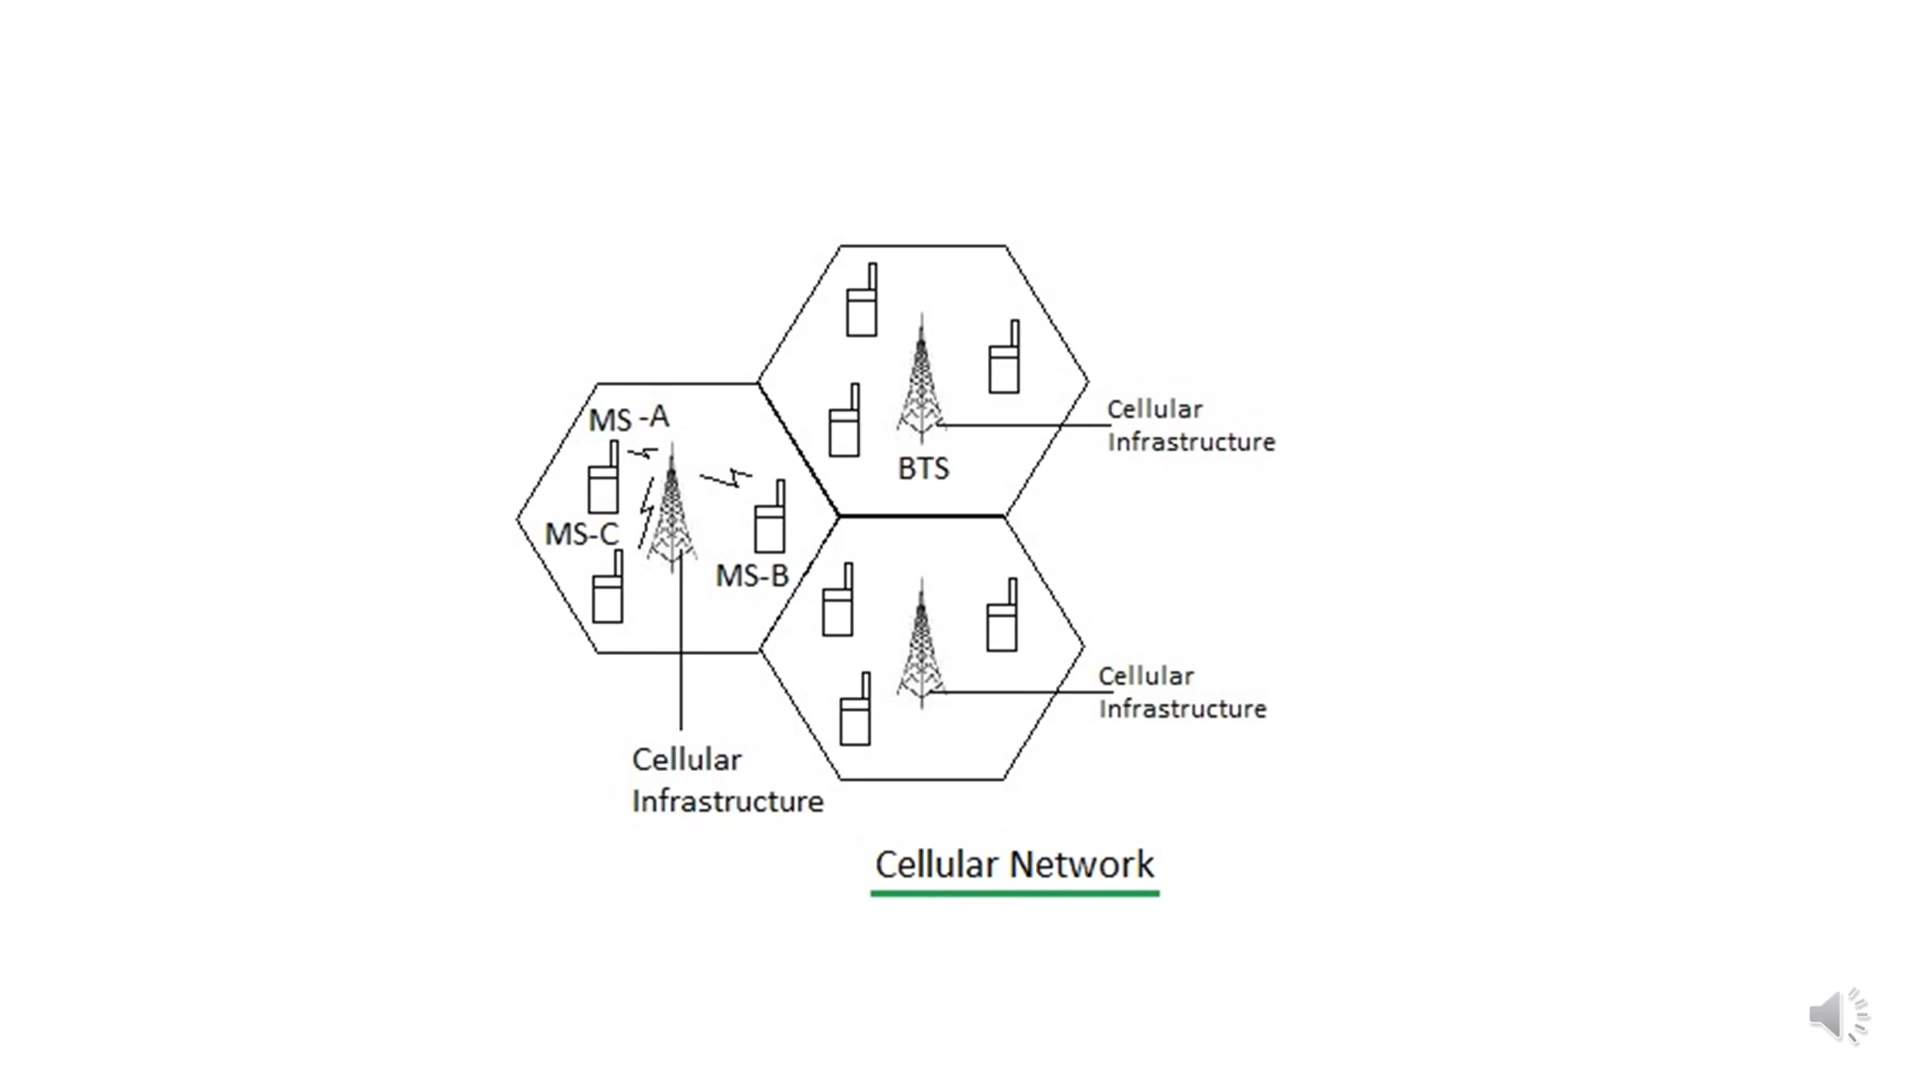 Cellular
Infrastructure
BTS
MS -A
MS-C
MS-B
Cellular
Infrastructure
Cellular
Infrastructure
Cellular Network